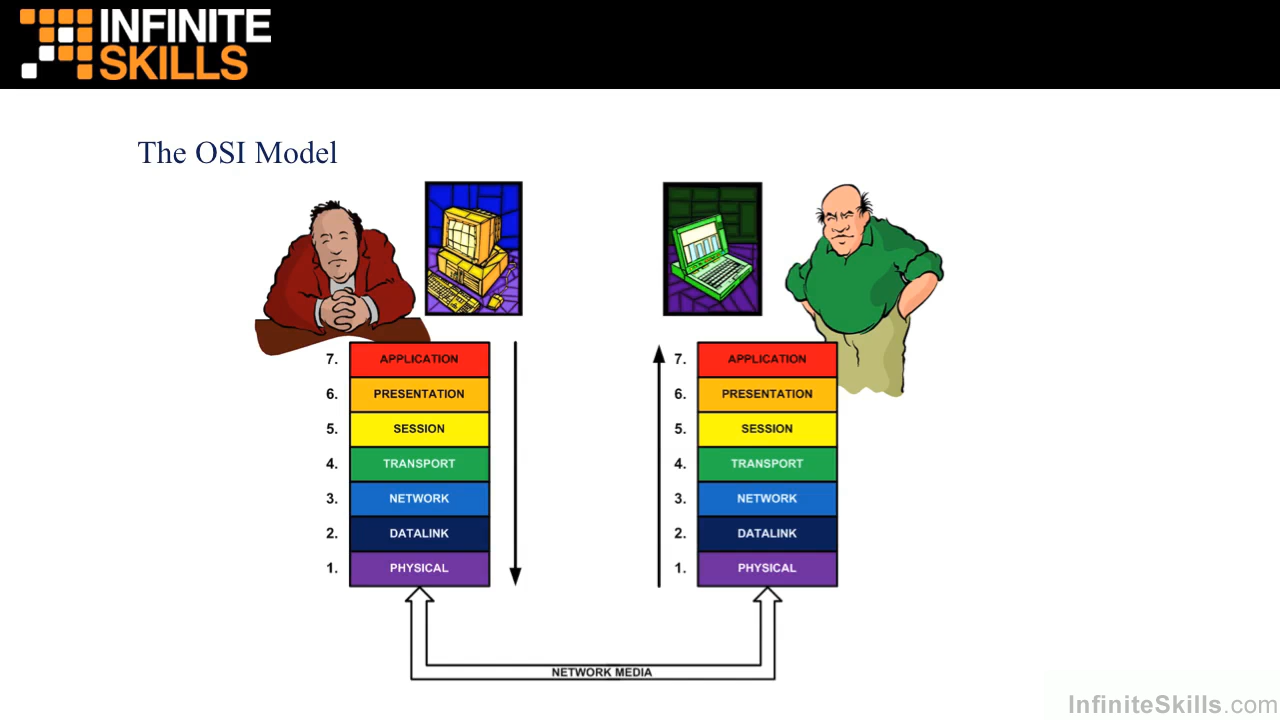 INFINITE
SKILLS
The OSI Model
7. APPLICATION
6. PRESENTATION
5. SESSION
4. TRANSPORT
3. NETWORK
2. DATALINK
1. PHYSICAL
7. APPLICATION
6. PRESENTATION
5. SESSION
4. TRANSPORT
3. NETWORK
2. DATALINK
1. PHYSICAL
NETWORK MEDIA
InfiniteSkills.com